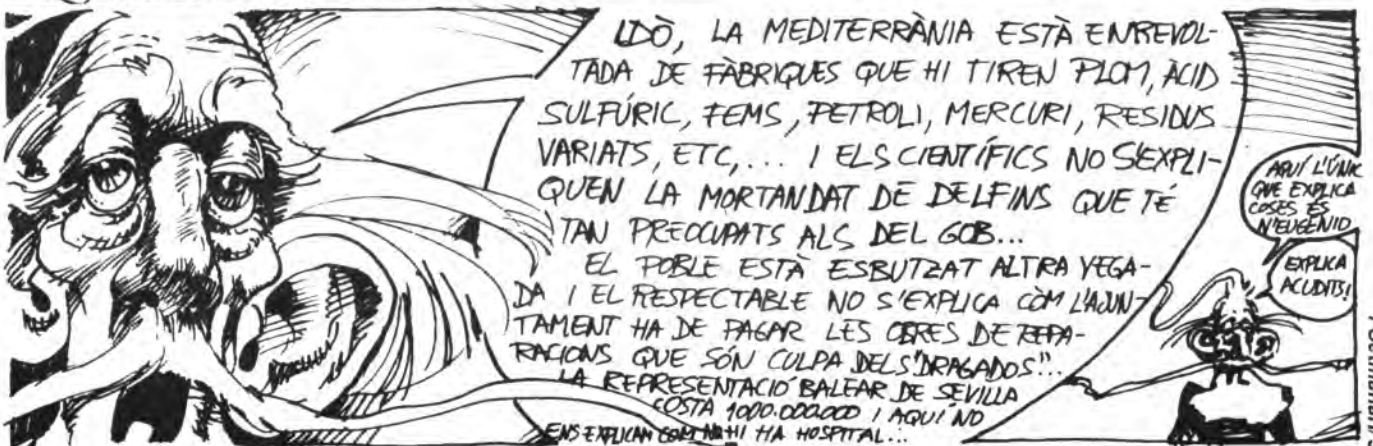 IDÒ, LA MEDITERRÀNIA ESTÀ ENREVOL-
TADA DE FÀBRIQUES QUE HI TIREN PLOM, ÀCID
SULFÚRIC, FEMS, PETROLI, MERCURI, RESIDUS
VARIATS, ETC,... I ELS CIENTÍFICS NO S'EXPLI-
QUEN LA MORTANDAT DE DELFINS QUE TÉ
TAN PREOCUPATS ALS DEL GOB...
EL POBLE ESTÀ ESBUTZAT ALTRA VEGA-
DA I EL RESPECTABLE NO S'EXPLICA CÒM L'AJUN-
TAMENT HA DE PAGAR LES OBRES DE REPA-
RACIONS QUE SÓN CULPA DELS "DRAGADOS"...
LA REPRESENTACIÓ BALEAR DE SEVILLA
COSTA 1000.000.000 I AQUÍ NO
ENS EXPLICAN COM NO HI HA HOSPITAL...
AQUÍ L'ÚNIC
QUE EXPLICA
COSES ÉS
N'EUGENIO
EXPLICA
ACUDITS!